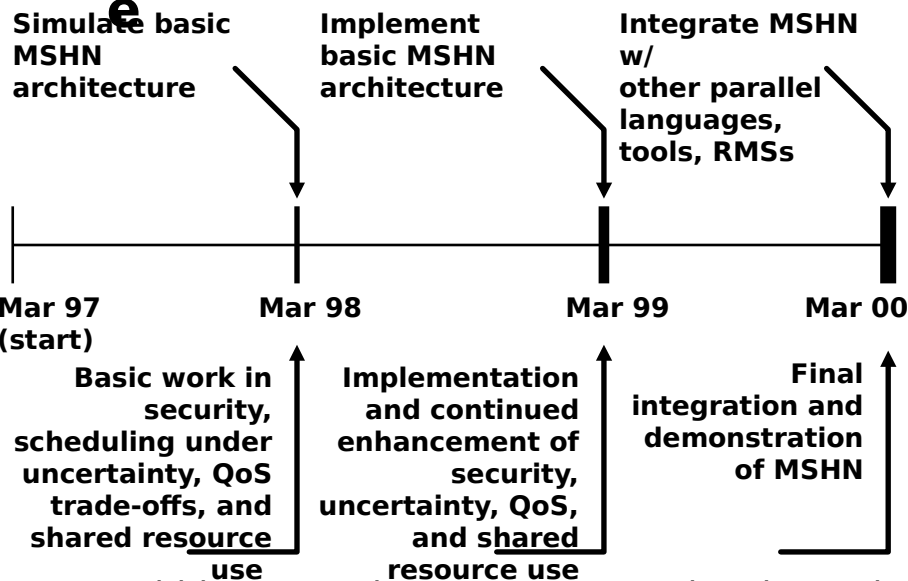 e
Simulate basic
MSHN
architecture
Implement
basic MSHN
architecture
Integrate MSHN
w/
other parallel
languages,
tools, RMSs
Mar 97
(start)
Mar 98
Mar 99
Mar 00
Basic work in
security,
scheduling under
uncertainty, QoS
trade-offs, and
shared resource
use
Implementation
and continued
enhancement of
security,
uncertainty, QoS,
and shared
resource use
Final
integration and
demonstration
of MSHN